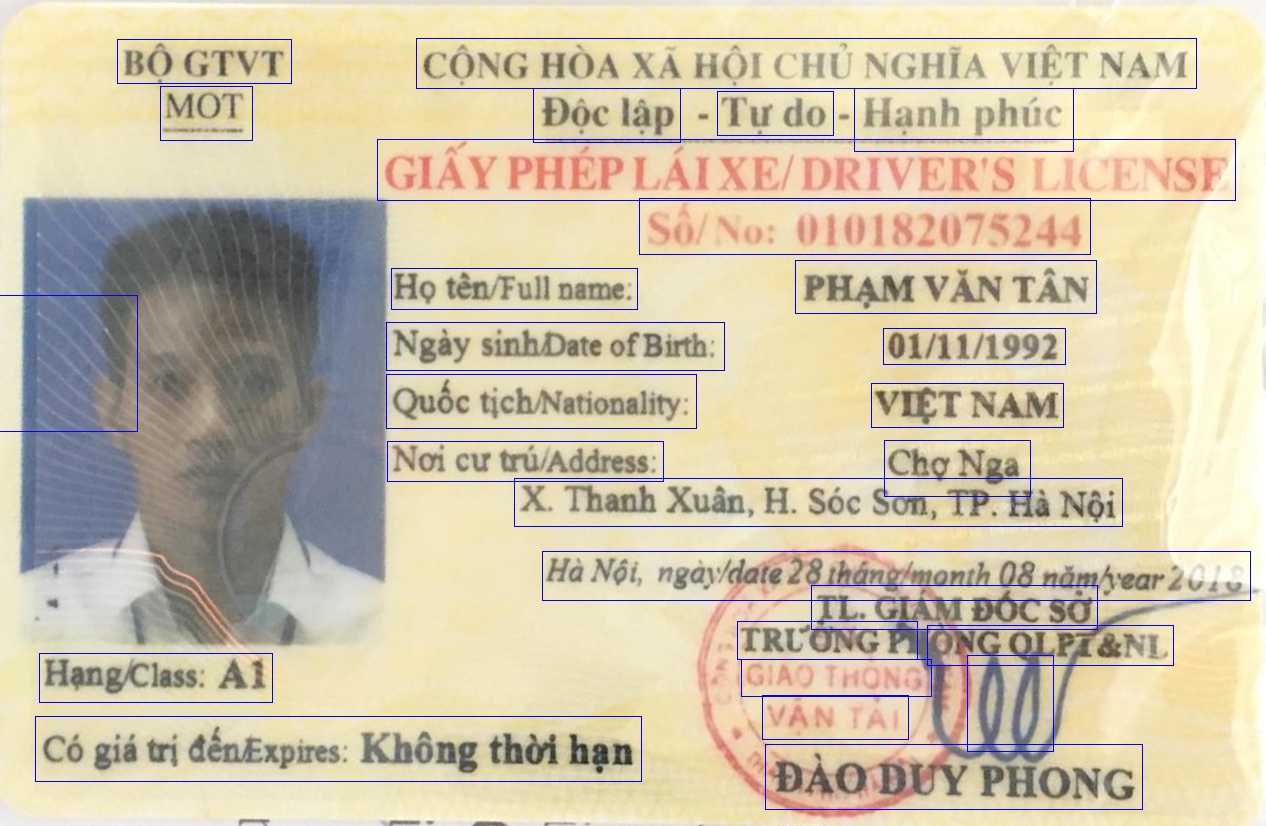 BỘ GTVT
MOT
CỘNG HÒA XÃ HỘI CHỦ NGHĨA VIỆT NAM
Độc lập - Tự do - Hạnh phúc
GIẤY PHÉP LÁI XE/ DRIVER'S LICENSE
Số/ No: 010182075244
Họ tên/Full name: PHẠM VĂN TÂN
Ngày sinh/Date of Birth: 01/11/1992
Quốc tịch/Nationality: VIỆT NAM
Nơi cư trú/Address: Chợ Nga
X. Thanh Xuân, H. Sóc Sơn, TP. Hà Nội
Hà Nội, ngày/date 28 tháng/month 08 năm/year 2018
TL. GIÁM ĐỐC SỞ
TRƯỞNG PHÒNG QLPT&NL
GIAO THÔNG
VẬN TẢI
ĐÀO DUY PHONG
Hạng/Class: A1
Có giá trị đến/Expires: Không thời hạn